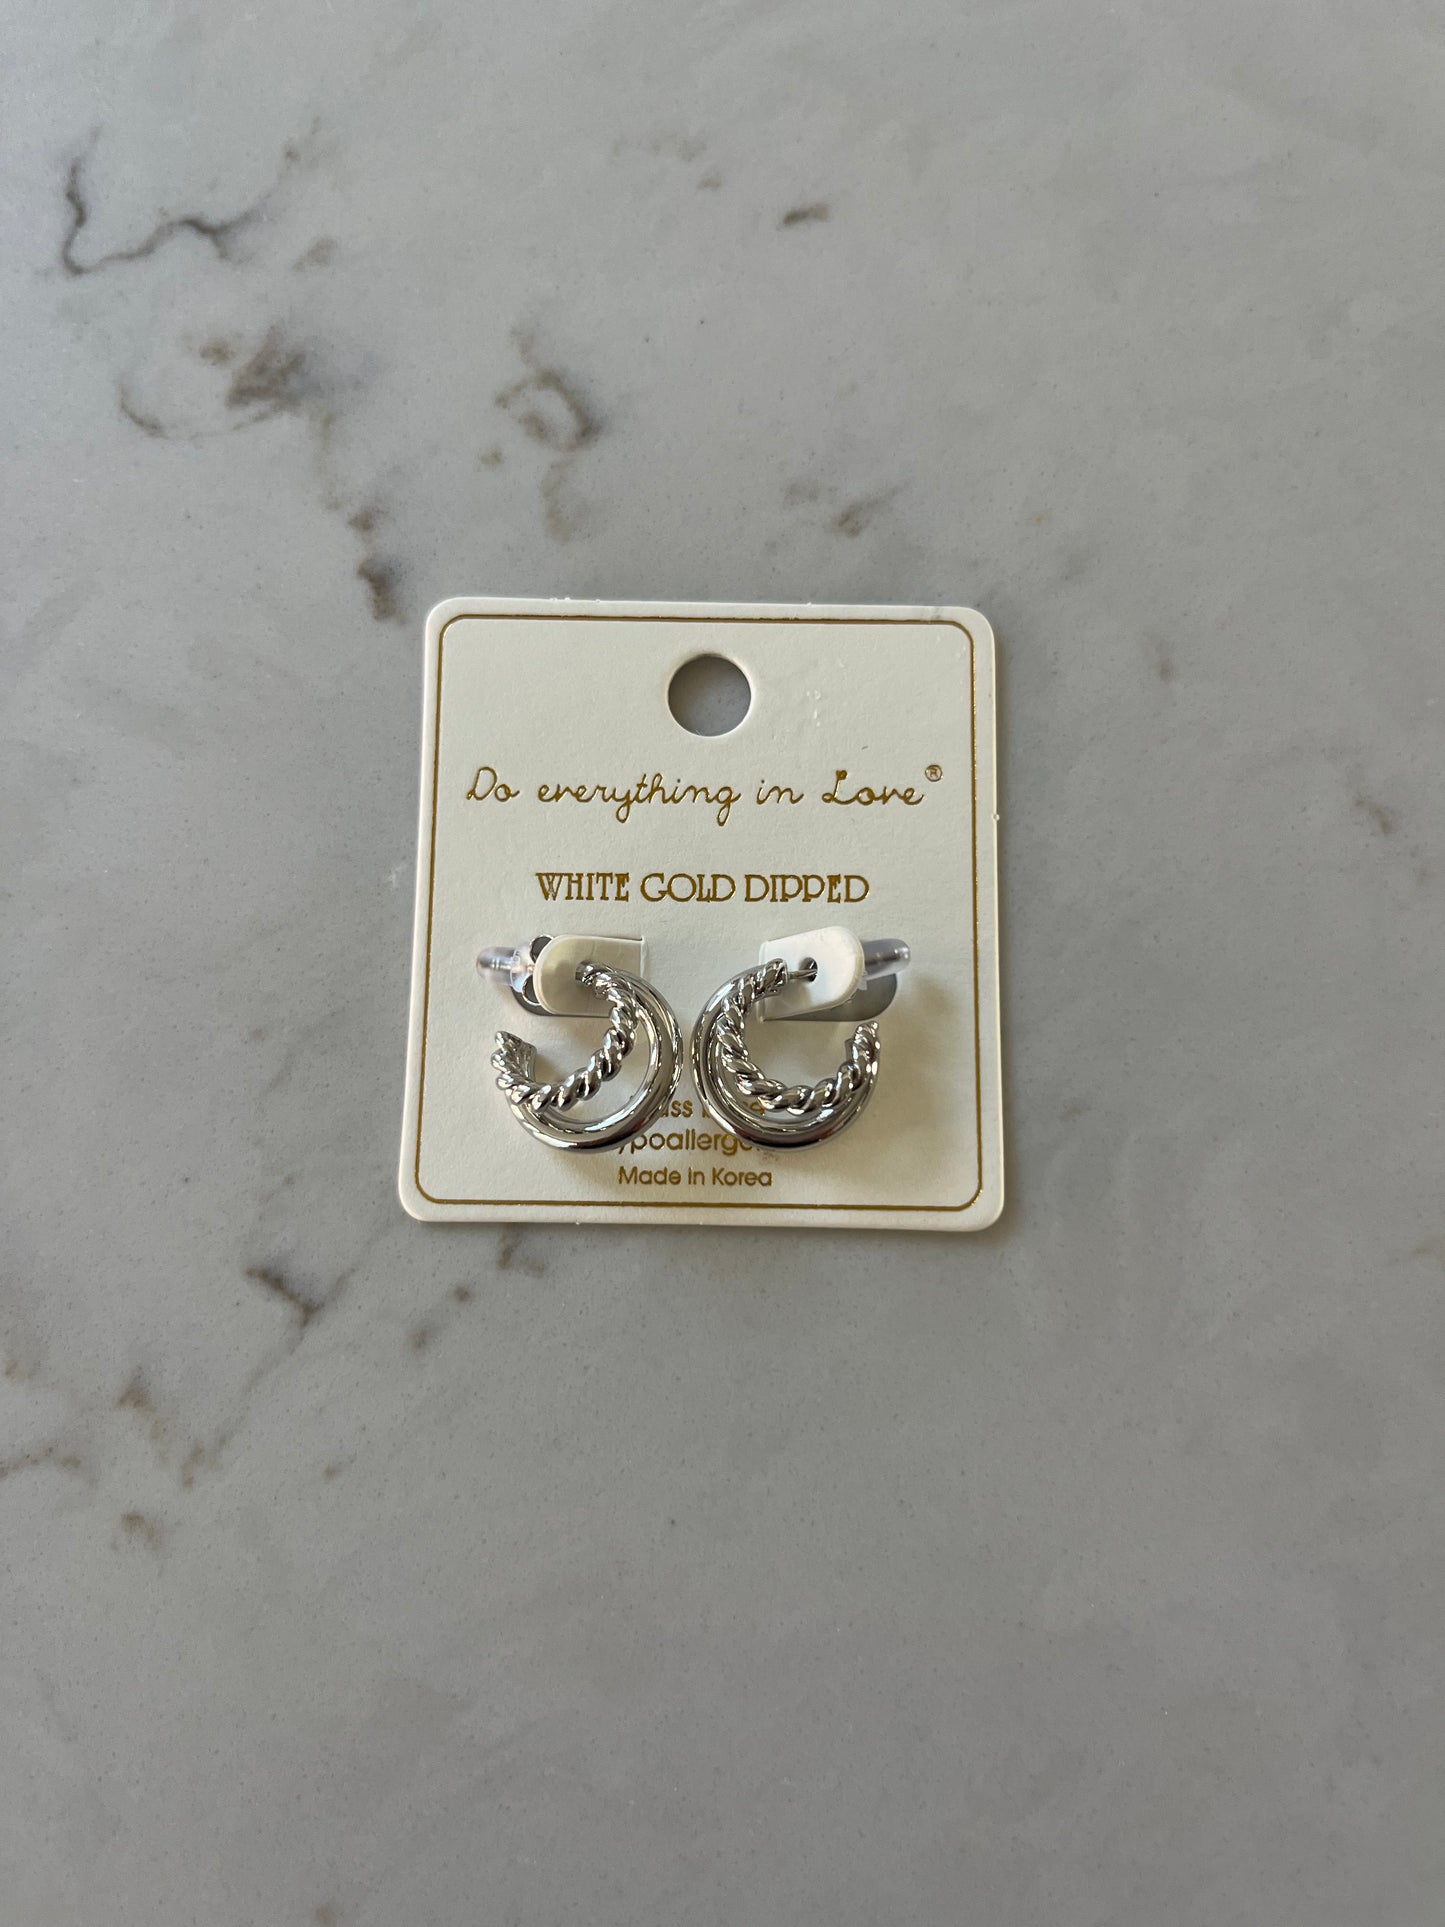 Do everything in Love®
WHITE GOLD DIPPED
Made in Korea